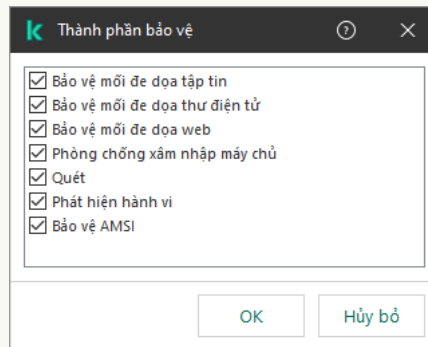 Thành phần bảo vệ
Bảo vệ mối đe dọa tập tin
Bảo vệ mối đe dọa thư điện tử
Bảo vệ mối đe dọa web
Phòng chống xâm nhập máy chủ
Quét
Phát hiện hành vi
Bảo vệ AMSI
OK
Hủy bỏ